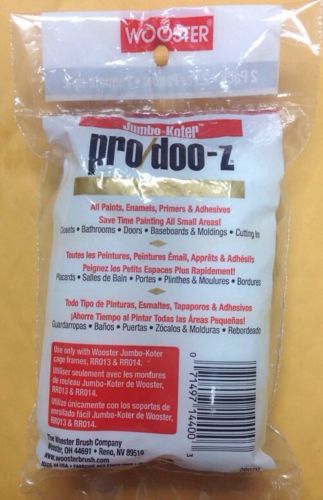 WOOSTER
Jumbo-Koter™
pro/doo-z
All Paints, Enamels, Primers & Adhesives
Save Time Painting All Small Areas!
Closets • Bathrooms • Doors • Baseboards & Moldings • Cutting In
Toutes les Peintures, Peintures Émail, Apprêts & Adhésifs
Peignez les Petits Espaces Plus Rapidement!
Placards • Salles de Bain • Portes • Plinthes & Moulures • Bordures
Todo Tipo de Pinturas, Esmaltes, Tapaporos & Adhesivos
¡Ahorre Tiempo al Pintar Todas las Áreas Pequeñas!
Guardarropas • Baños • Puertas • Zócalos & Molduras • Rebordeado
Use only with Wooster Jumbo-Koter
cage frames, RR013 & RR014.
Utiliser seulement avec les montures
de rouleau Jumbo-Koter de Wooster,
RR013 & RR014.
Utilize únicamente con los soportes de
enrollado fácil Jumbo-Koter de Wooster,
RR013 & RR014.
0 71497 14400 3
The Wooster Brush Company
Wooster, OH 44691 • Reno, NV 89510
www.woosterbrush.com